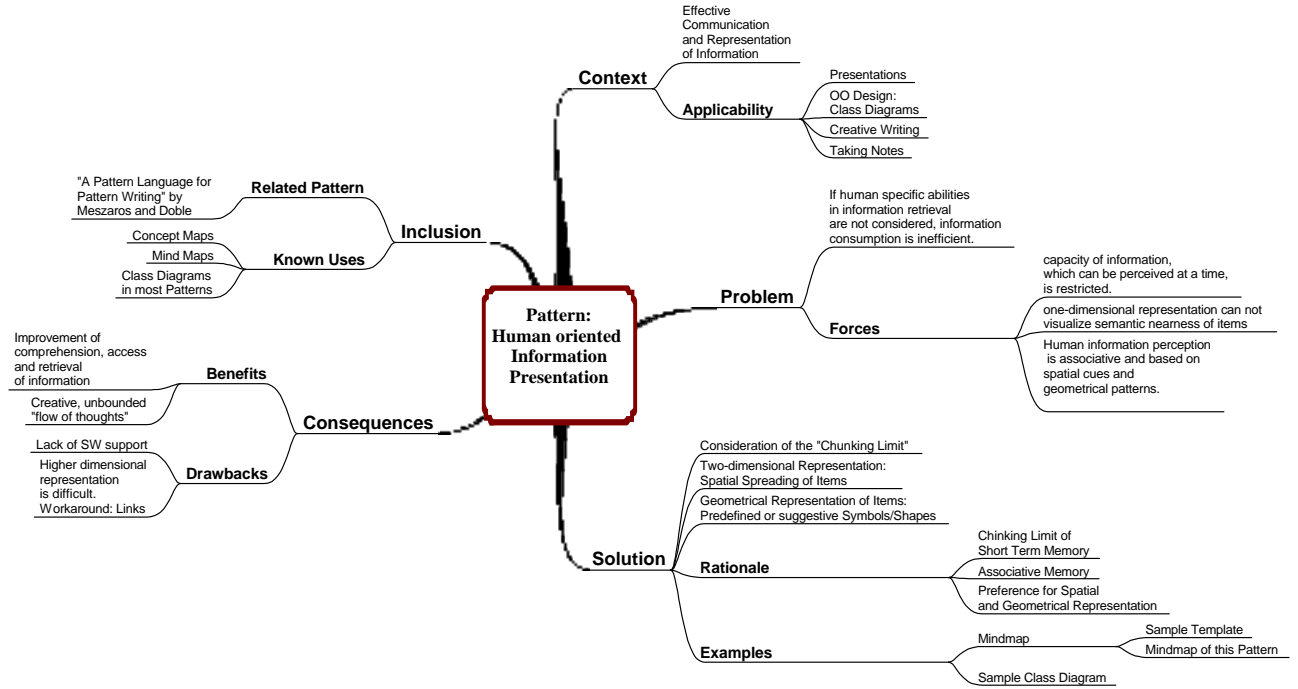 Pattern:
Human oriented
Information
Presentation
Context
Effective
Communication
and Representation
of Information
Applicability
Presentations
OO Design:
Class Diagrams
Creative Writing
Taking Notes
Problem
If human specific abilities
in information retrieval
are not considered, information
consumption is inefficient.
Forces
capacity of information,
which can be perceived at a time,
is restricted.
one-dimensional representation can not
visualize semantic nearness of items
Human information perception
is associative and based on
spatial cues and
geometrical patterns.
Solution
Consideration of the "Chunking Limit"
Two-dimensional Representation:
Spatial Spreading of Items
Geometrical Representation of Items:
Predefined or suggestive Symbols/Shapes
Rationale
Chinking Limit of
Short Term Memory
Associative Memory
Preference for Spatial
and Geometrical Representation
Examples
Mindmap
Sample Template
Mindmap of this Pattern
Sample Class Diagram
Consequences
Benefits
Improvement of
comprehension, access
and retrieval
of information
Creative, unbounded
"flow of thoughts"
Drawbacks
Lack of SW support
Higher dimensional
representation
is difficult.
Workaround: Links
Inclusion
Related Pattern
"A Pattern Language for
Pattern Writing" by
Meszaros and Doble
Known Uses
Concept Maps
Mind Maps
Class Diagrams
in most Patterns